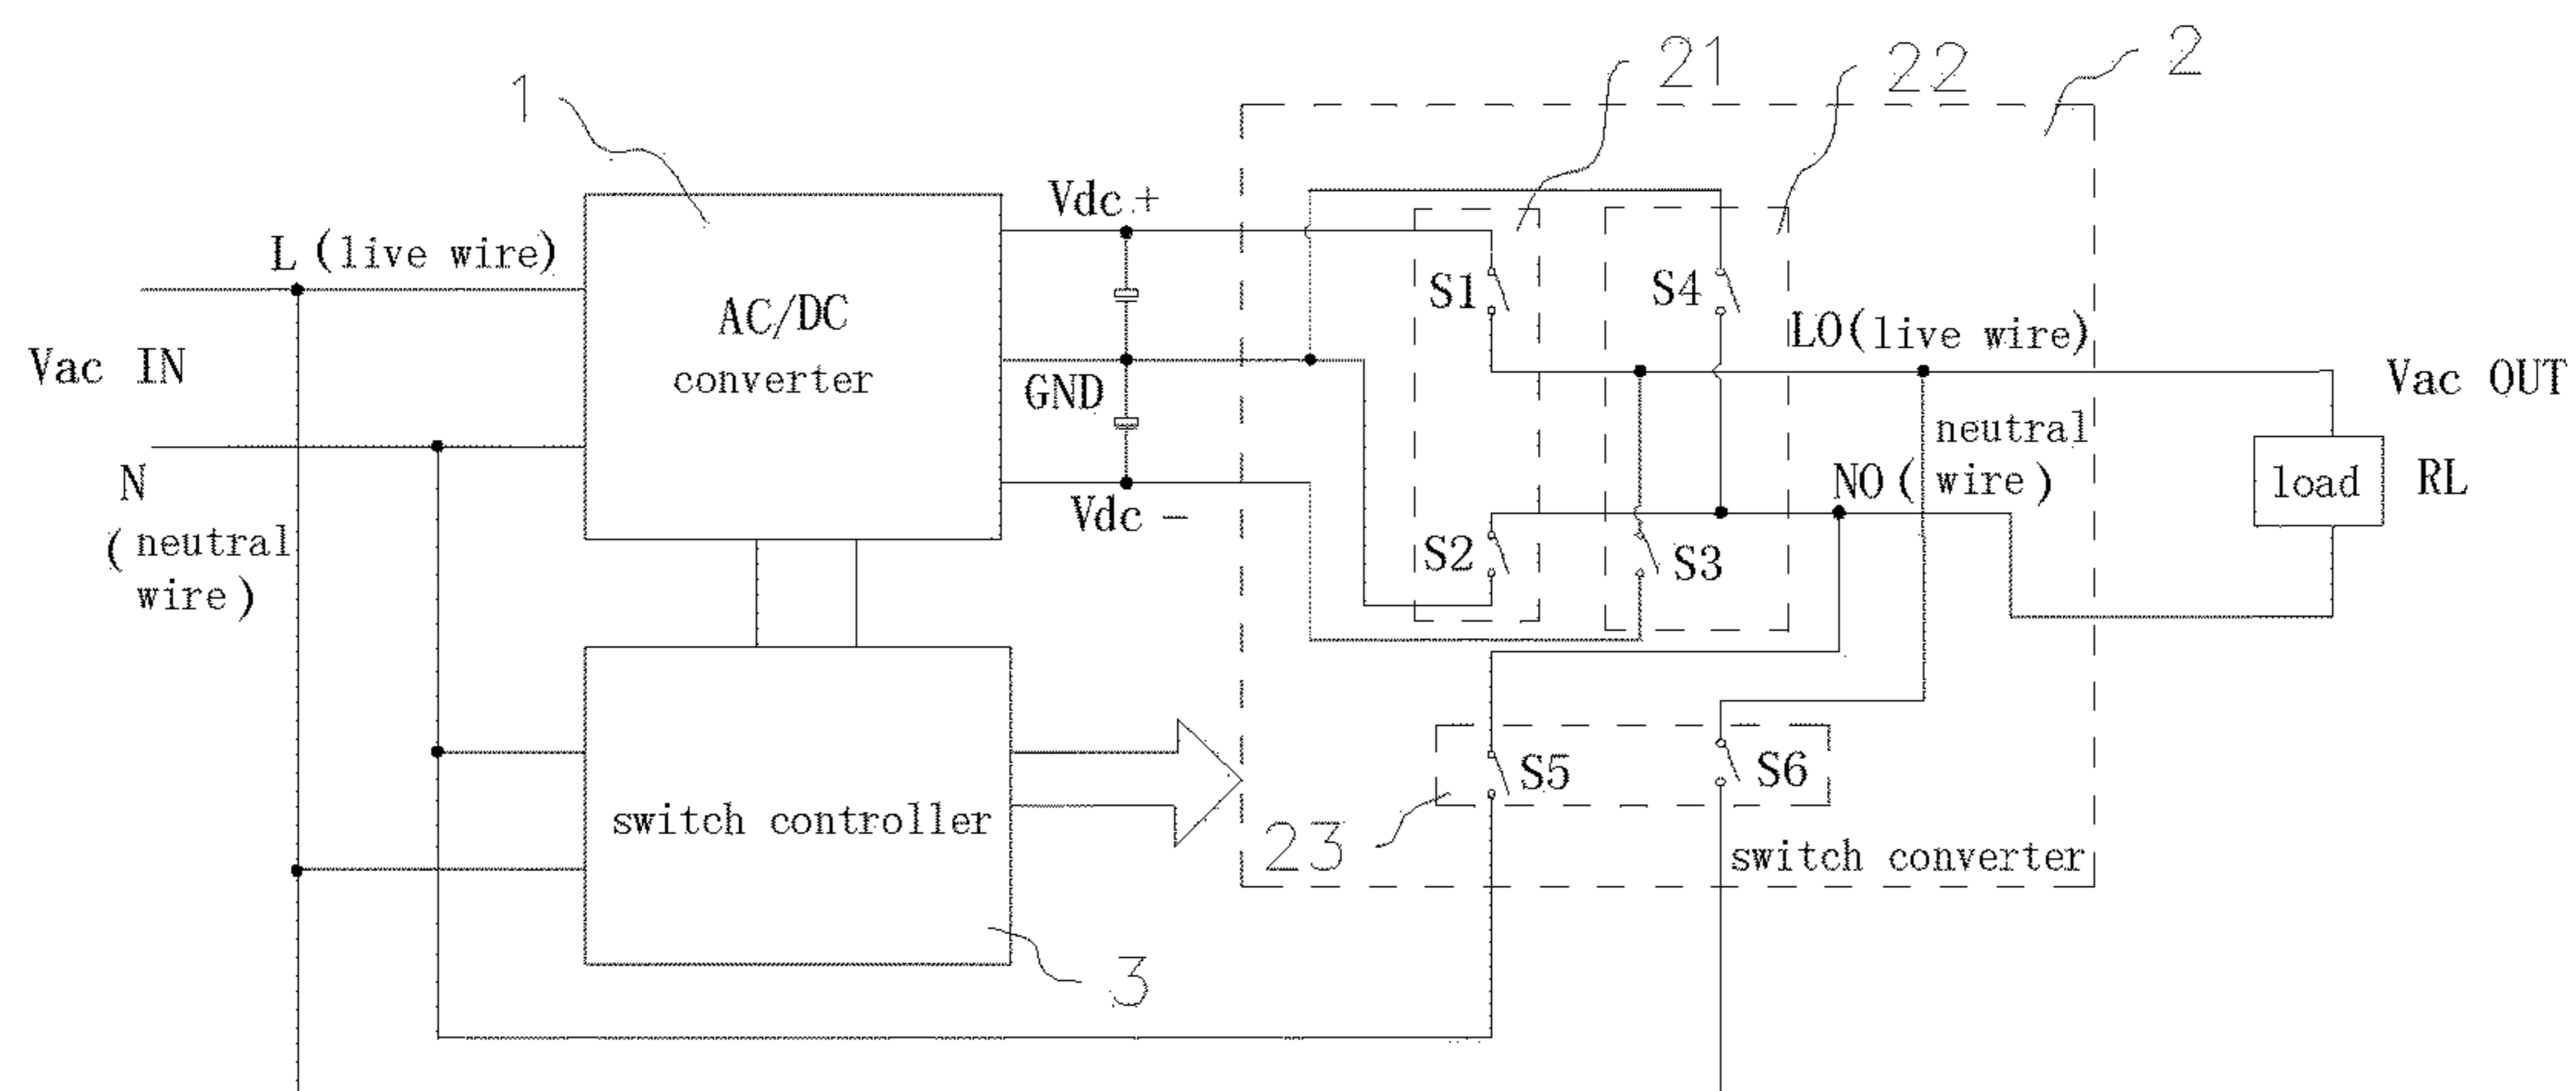 1
21
22
2
Vdc +
L (live wire)
AC/DC
converter
S1
S4
LO(live wire)
Vac IN
GND
Vac OUT
neutral
NO( wire )
load
RL
N
( neutral
wire )
Vdc -
S2
S3
switch controller
S5
S6
23
switch converter
3